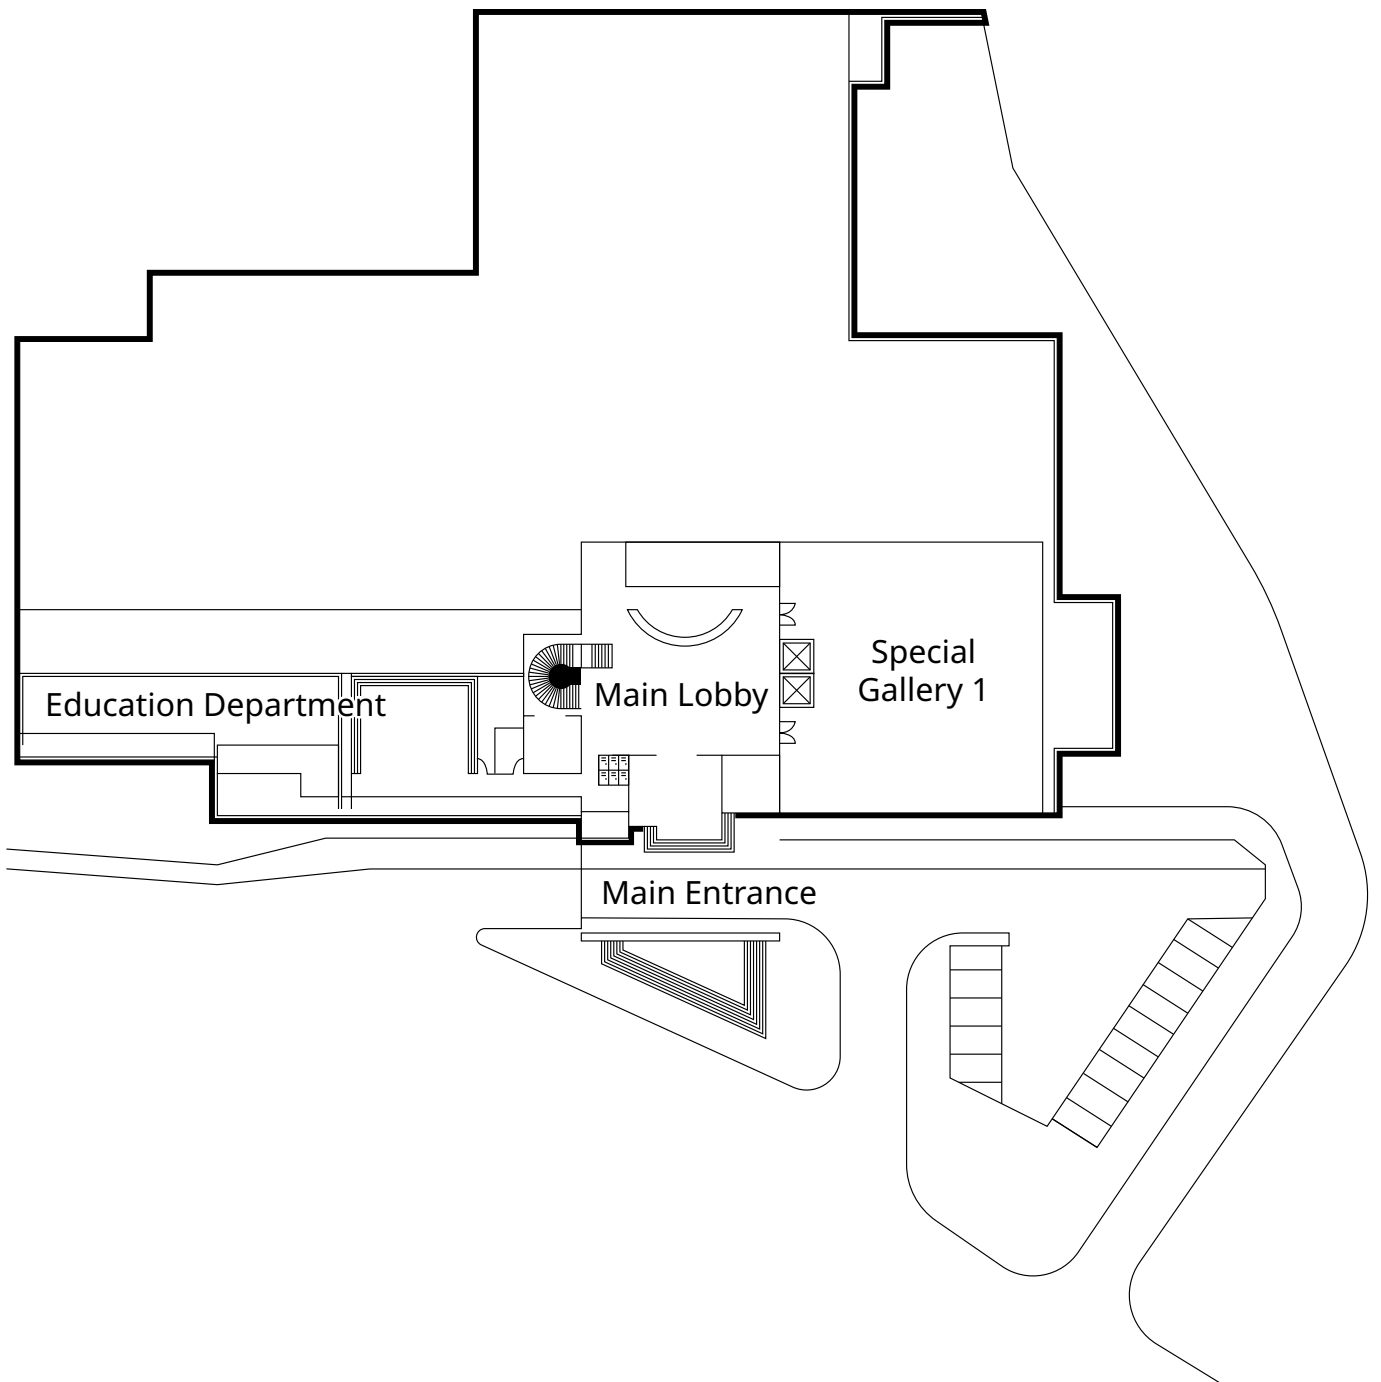 Special
Gallery 1
Main Lobby
Education Department
Main Entrance